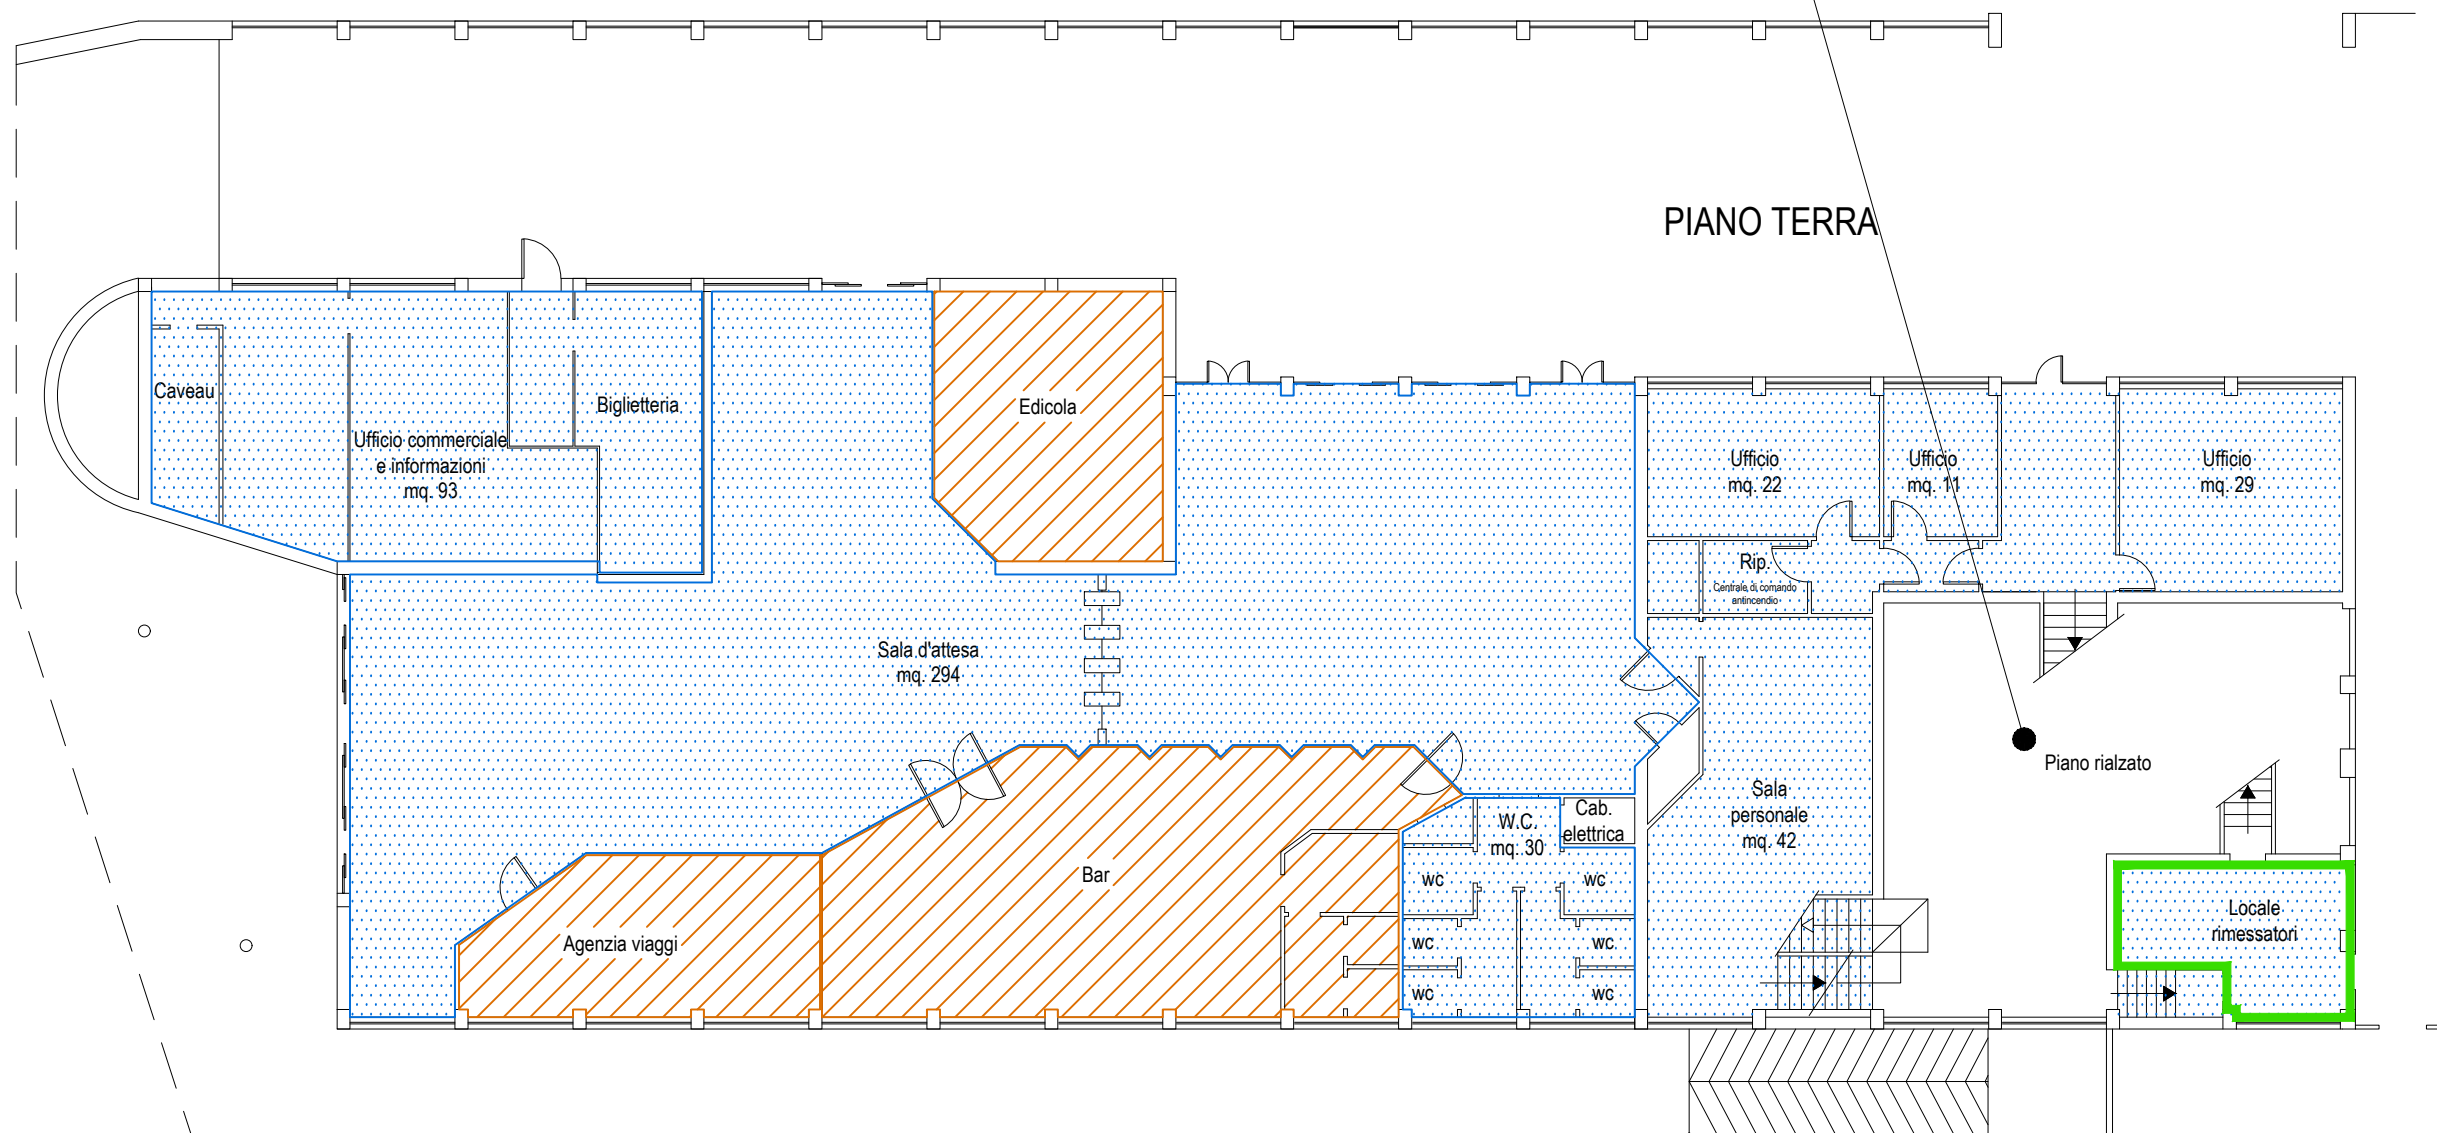 PIANO TERRA
Caveau
Ufficio commerciale
e informazioni
mq. 93
Biglietteria
Edicola
Ufficio
mq. 22
Ufficio
mq. 11
Ufficio
mq. 29
Rip.
Centrale di comando
antincendio
Sala d'attesa
mq. 294
Piano rialzato
Sala
personale
mq. 42
Cab.
elettrica
W.C.
mq. 30
Bar
wc
wc
wc
wc
wc
wc
Agenzia viaggi
Locale
rimessatori